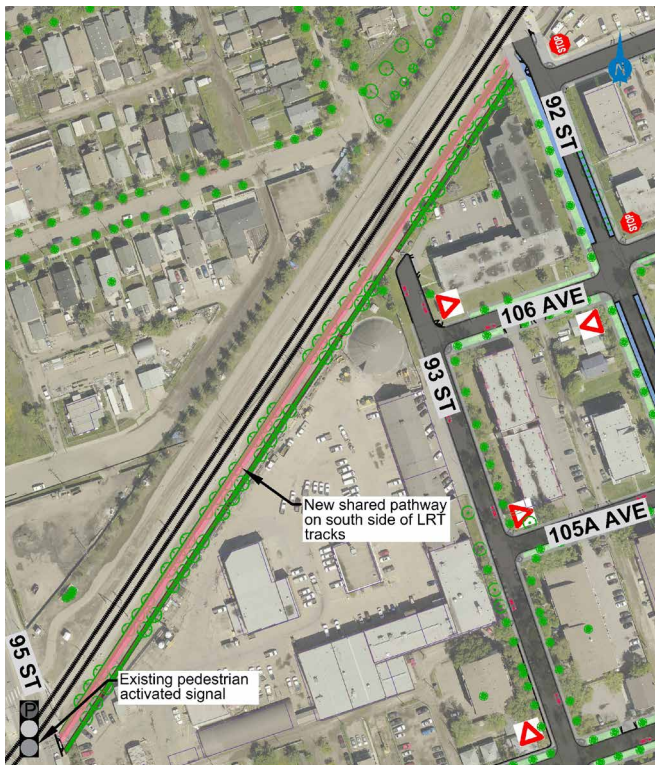 STOP
N
92 ST
STOP
106 AVE
93 ST
New shared pathway
on south side of LRT
tracks
105A AVE
95 ST
Existing pedestrian
activated signal
P